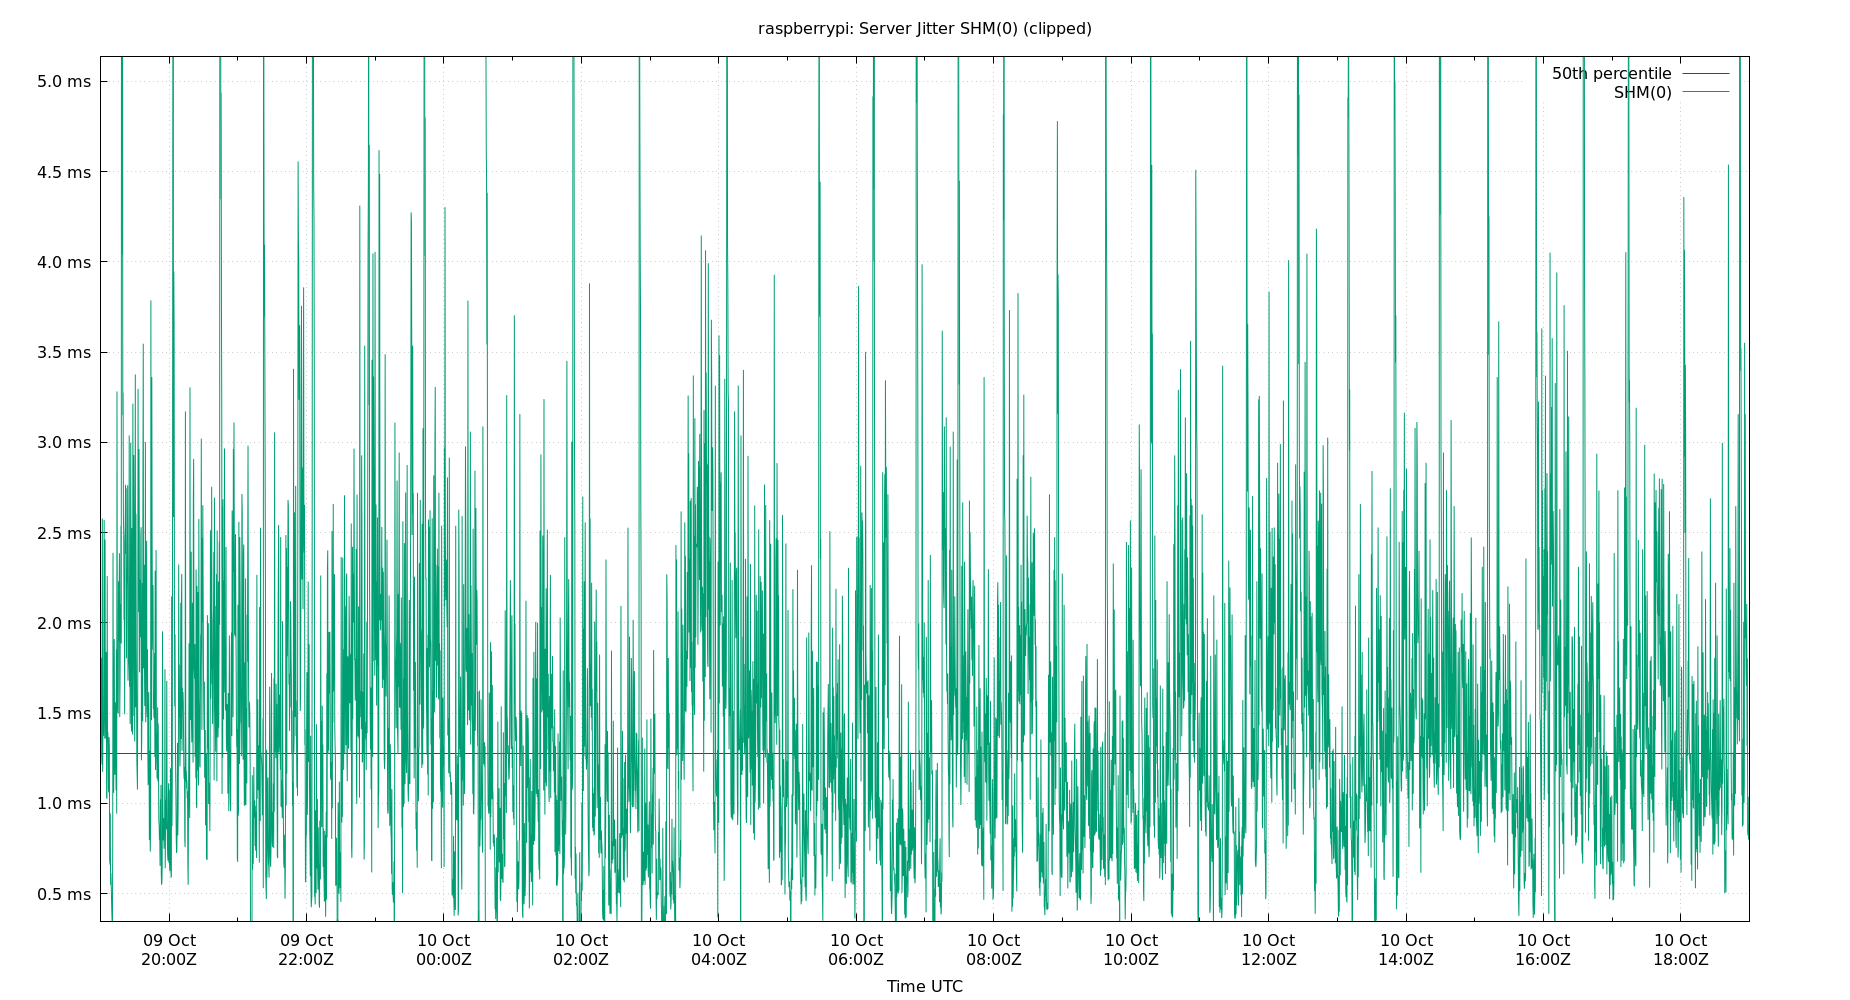 raspberrypi: Server Jitter SHM(0) (clipped)
50th percentile
SHM(0)
5.0 ms
4.5 ms
4.0 ms
3.5 ms
3.0 ms
2.5 ms
2.0 ms
1.5 ms
1.0 ms
0.5 ms
09 Oct 09 Oct 10 Oct 10 Oct 10 Oct 10 Oct 10 Oct 10 Oct 10 Oct 10 Oct 10 Oct 10 Oct
20:00Z 22:00Z 00:00Z 02:00Z 04:00Z 06:00Z 08:00Z 10:00Z 12:00Z 14:00Z 16:00Z 18:00Z
Time UTC